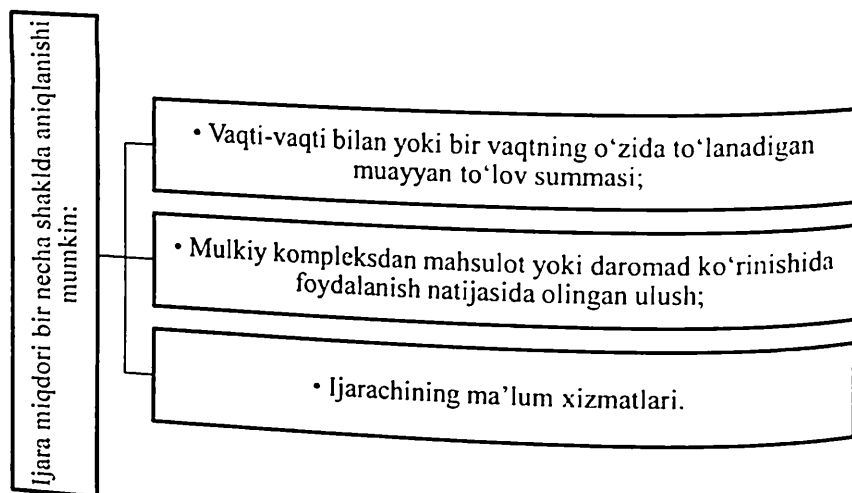 Ijara miqdori bir necha shaklda aniqlanishi
mumkin:
• Vaqti-vaqti bilan yoki bir vaqtning o‘zida to‘lanadigan
muayyan to‘lov summasi;
• Mulkiy kompleksdan mahsulot yoki daromad ko‘rinishida
foydalanish natijasida olingan ulush;
• Ijarachining ma’lum xizmatlari.